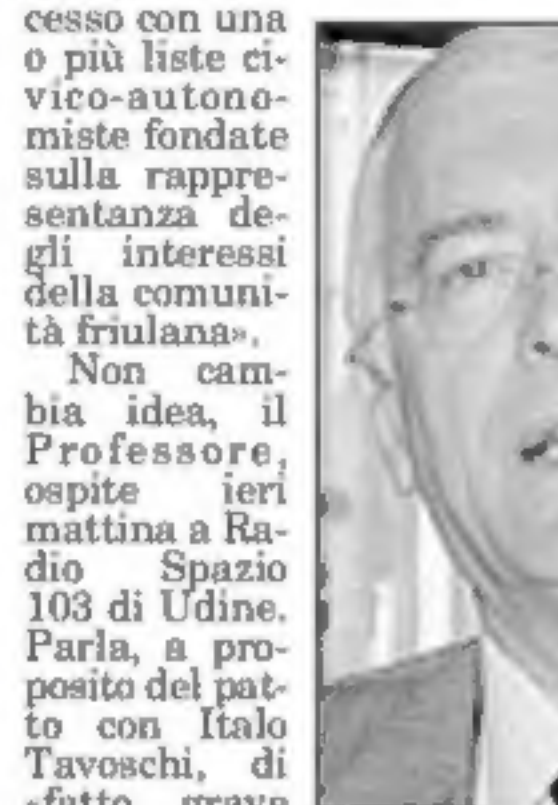 cesso con una
o più liste ci-
vico-autono-
miste fondate
sulla rappre-
sentanza de-
gli interessi
della comuni-
tà friulana».
Non cam-
bia idea, il
Professore,
ospite ieri
mattina a Ra-
dio Spazio
103 di Udine.
Parla, a pro-
posito del pat-
to con Italo
Tavoschi, di
«fatto grave